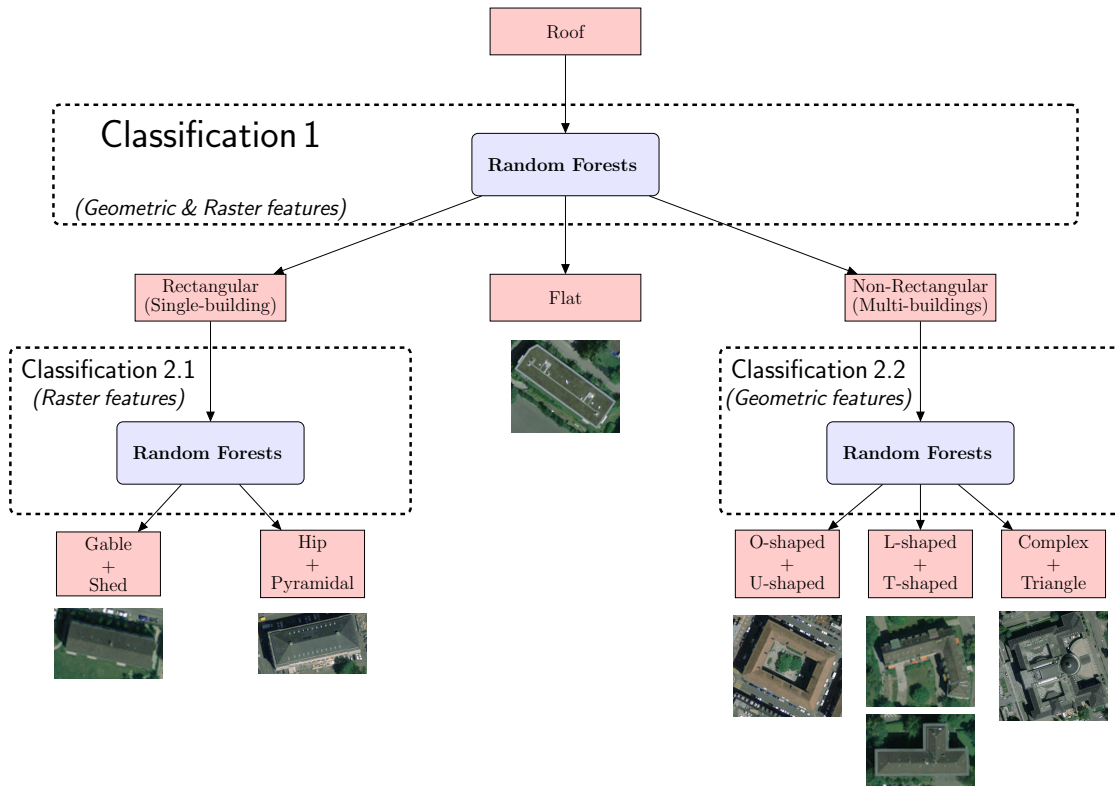 Roof
Classification 1
Random Forests
(Geometric & Raster features)
Rectangular
(Single-building)
Flat
Non-Rectangular
(Multi-buildings)
Classification 2.1
(Raster features)
Random Forests
Classification 2.2
(Geometric features)
Random Forests
Gable
+
Shed
Hip
+
Pyramidal
O-shaped
+
U-shaped
L-shaped
+
T-shaped
Complex
+
Triangle